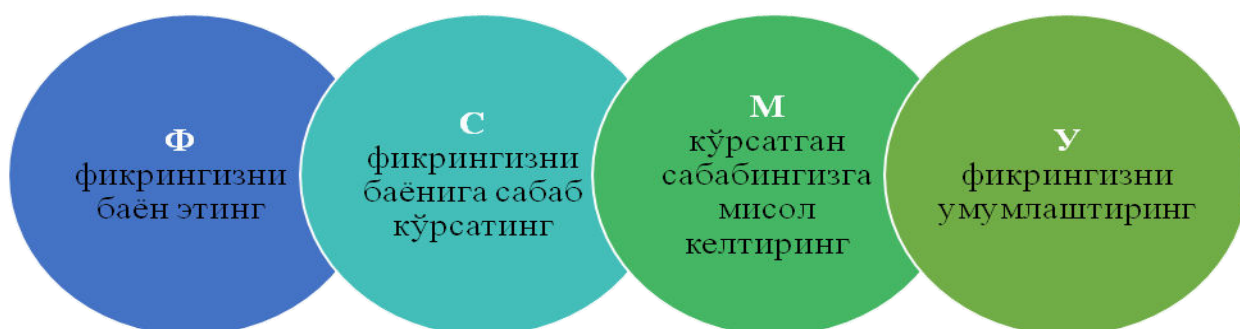 Ф
фикрингизни
баён этинг
С
фикрингизни
баёнига сабаб
кўрсатинг
М
кўрсатган
сабабингизга
мисол
келтиринг
У
фикрингизни
умумлаштиринг